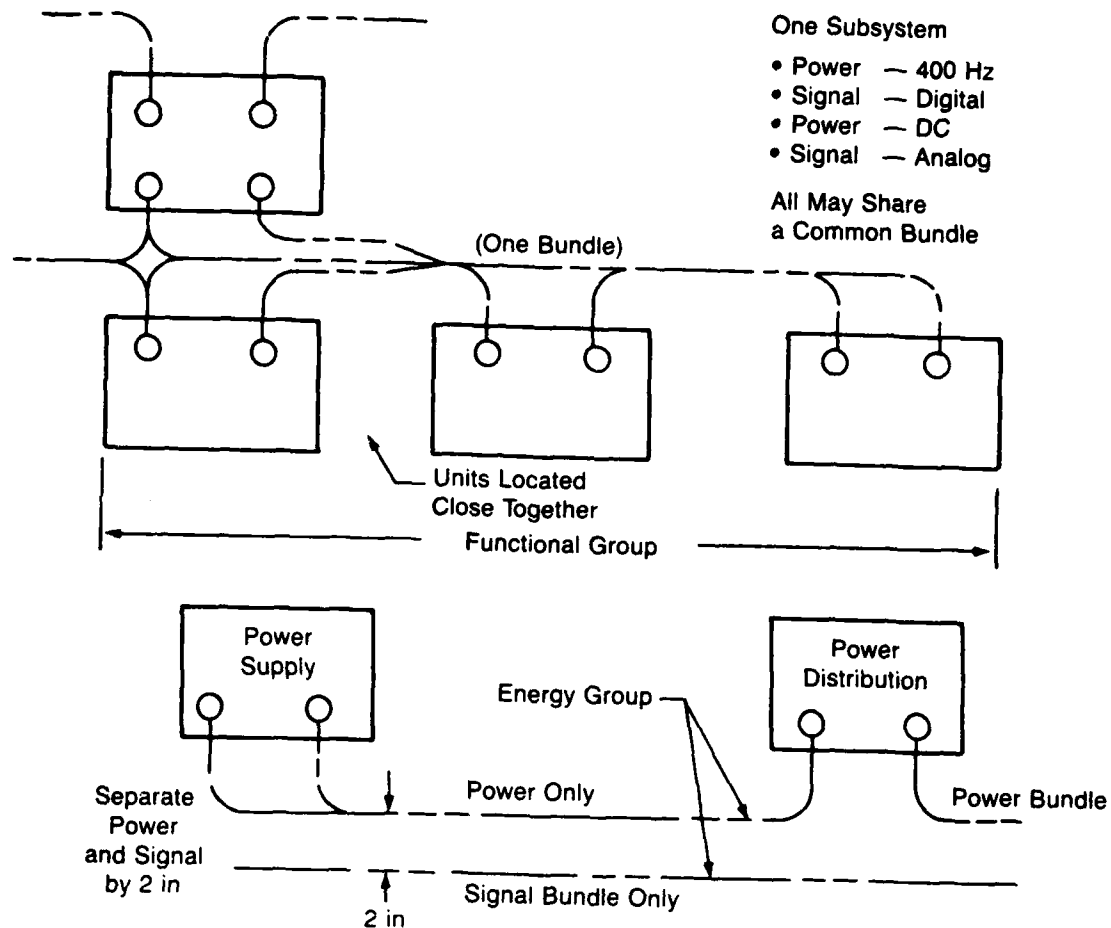 One Subsystem
• Power — 400 Hz
• Signal — Digital
• Power — DC
• Signal — Analog
All May Share
a Common Bundle
(One Bundle)
Units Located
Close Together
Functional Group
Power
Supply
Power
Distribution
Energy Group
Separate
Power
and Signal
by 2 in
Power Only
Power Bundle
Signal Bundle Only
2 in